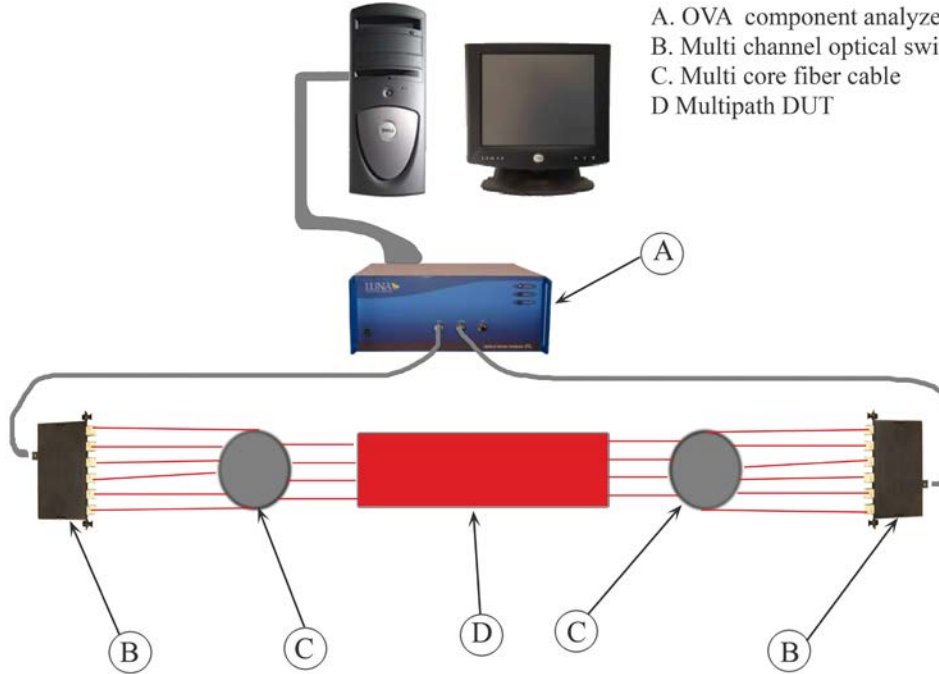 A. OVA component analyze
B. Multi channel optical swi
C. Multi core fiber cable
D Multipath DUT
A
LUNA
B
C
D
C
B